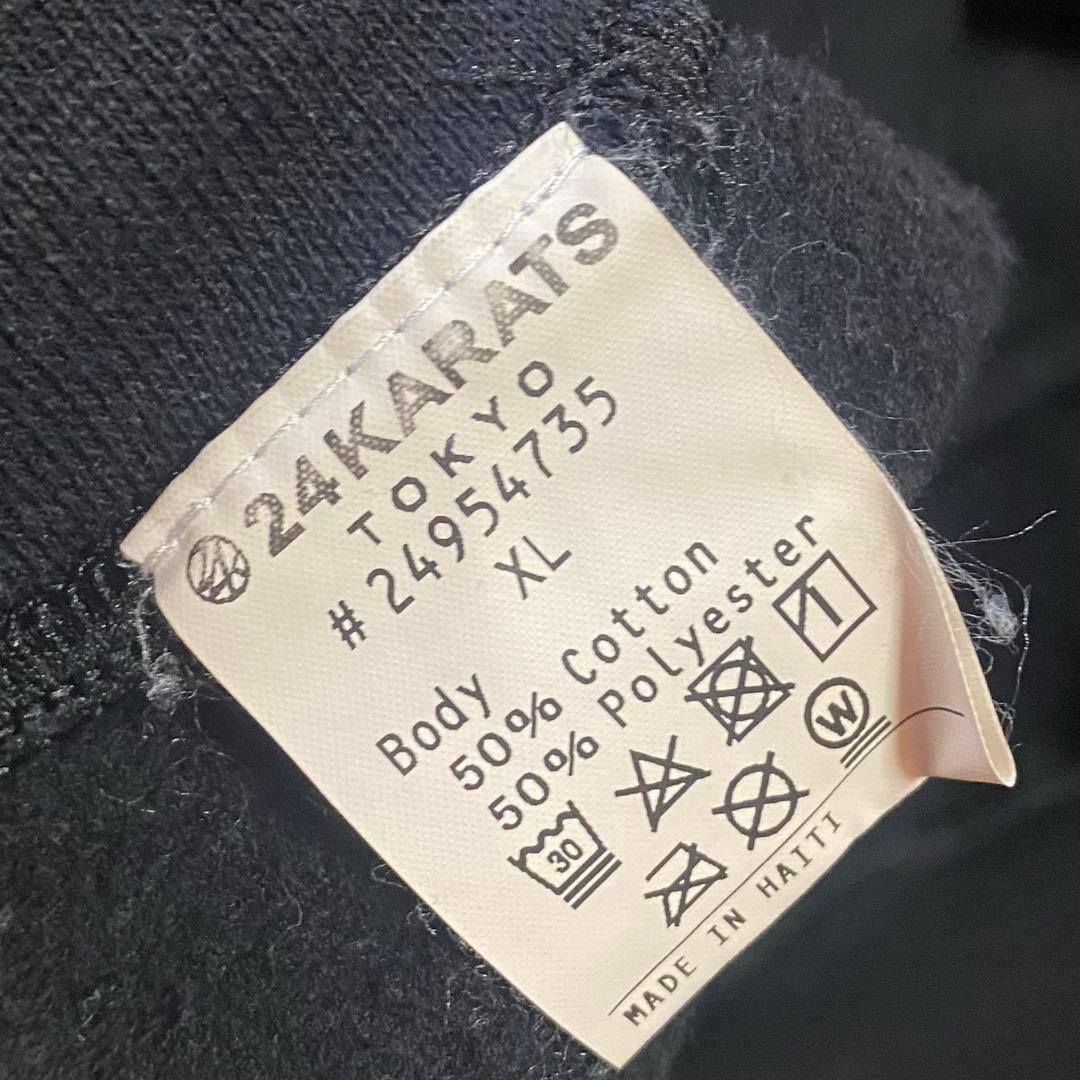 24KARATS
TOKYO
# 24954735
XL
Body
50% Cotton
50% Polyester
30
W
MADE IN HAITI